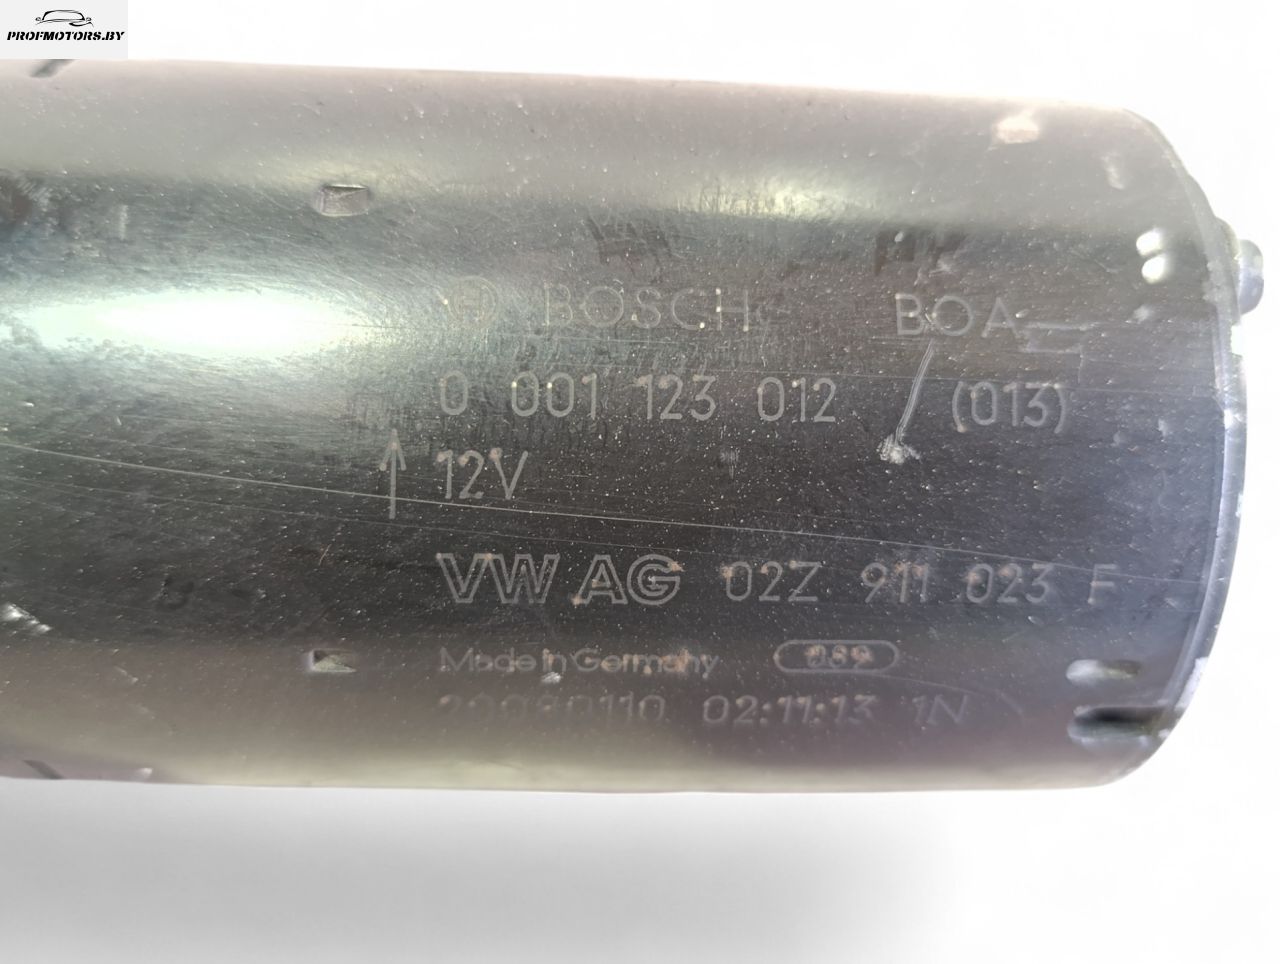 PROFMOTORS.BY
BOSCH BOA
0 001 123 012 (013)
12V
VW AG 02Z 911 023 F
Made in Germany 889
02:11:13 1N